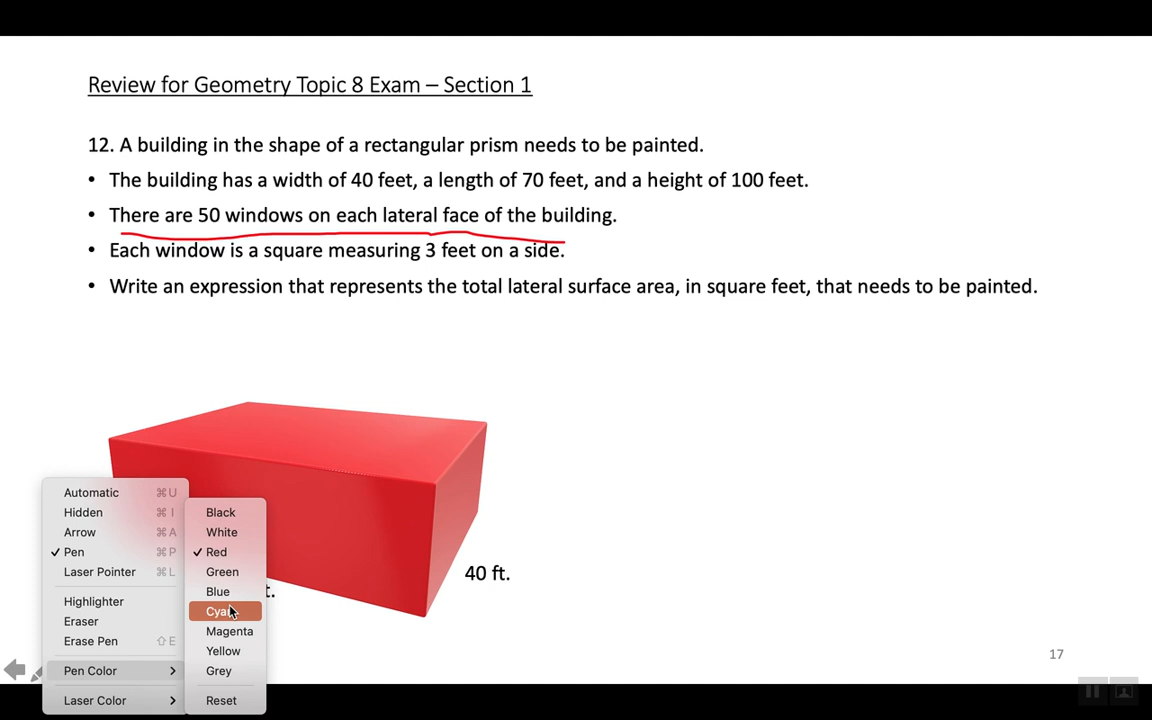 Review for Geometry Topic 8 Exam – Section 1
12. A building in the shape of a rectangular prism needs to be painted.
• The building has a width of 40 feet, a length of 70 feet, and a height of 100 feet.
• There are 50 windows on each lateral face of the building.
• Each window is a square measuring 3 feet on a side.
• Write an expression that represents the total lateral surface area, in square feet, that needs to be painted.
Automatic ⌘U
Hidden ⌘I
Arrow ⌘A
✓ Pen ⌘P
Laser Pointer ⌘L
Highlighter
Eraser
Erase Pen ⇧E
Pen Color >
Laser Color >
Black
White
✓ Red
Green
Blue
Cyan
Magenta
Yellow
Grey
Reset
t.
40 ft.
17